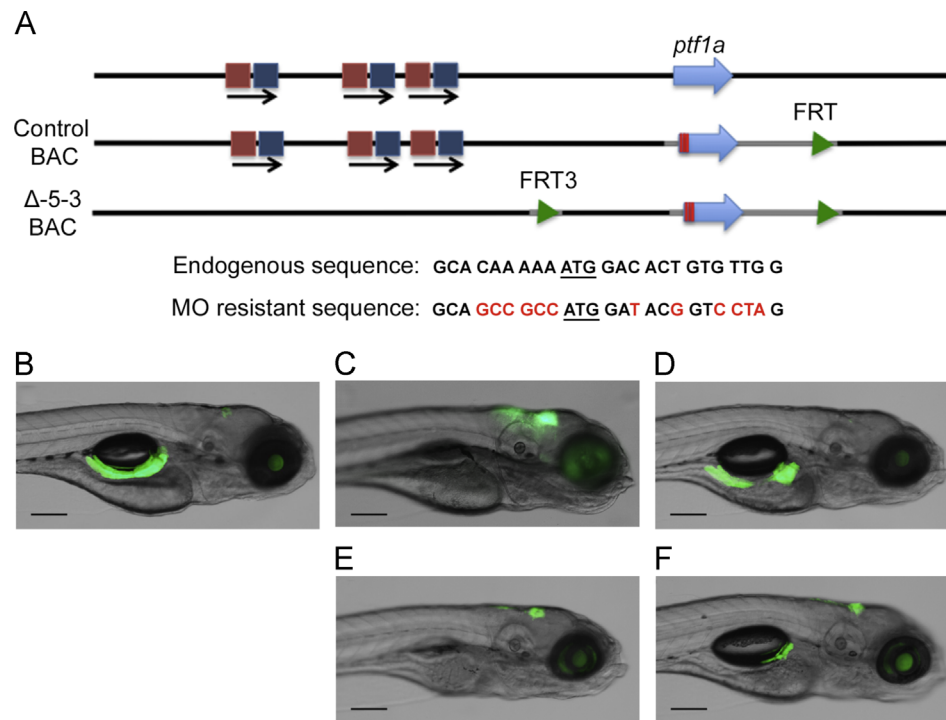 A
ptf1a
Control
BAC
FRT
Δ-5-3
BAC
FRT3
Endogenous sequence: GCA CAA AAA ATG GAC ACT GTG TTG G
MO resistant sequence: GCA GCC GCC ATG GAT ACG GTC CTA G
B
C
D
E
F